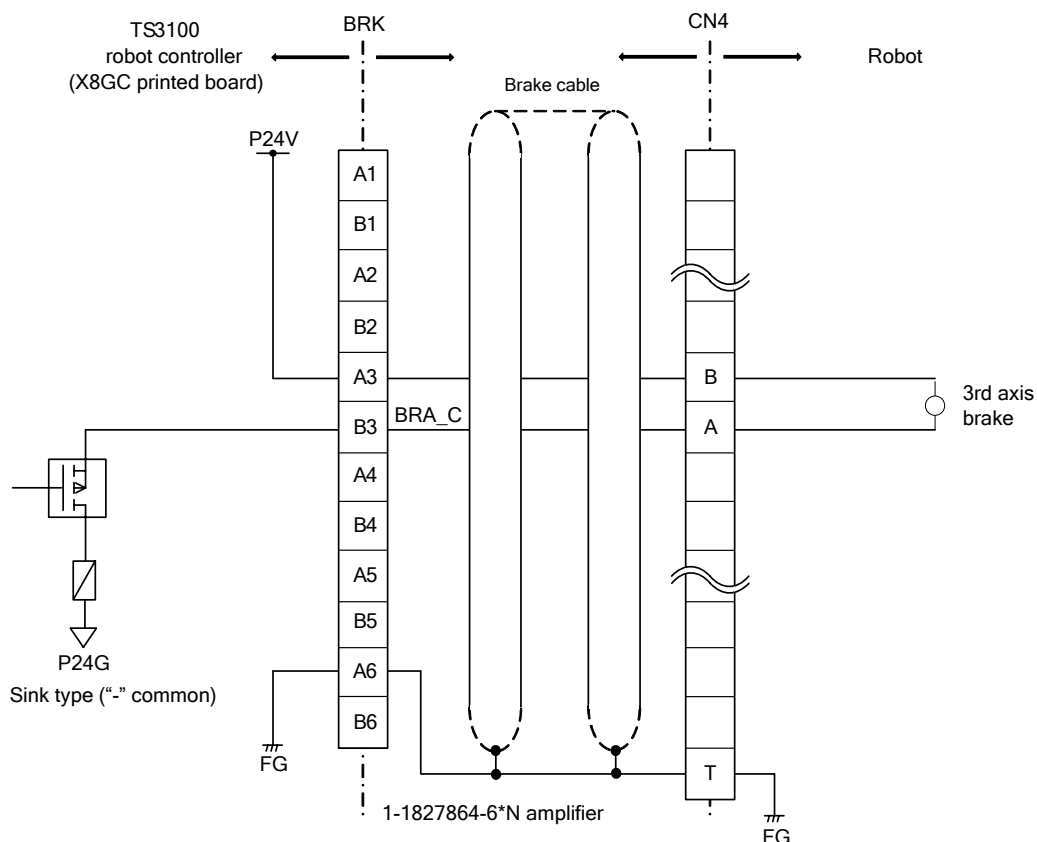 TS3100
robot controller
(X8GC printed board)
BRK
CN4
Robot
Brake cable
P24V
A1
B1
A2
B2
A3
B3
A4
B4
A5
B5
A6
B6
BRA_C
B
A
T
3rd axis
brake
P24G
Sink type (“-” common)
FG
1-1827864-6*N amplifier
FG